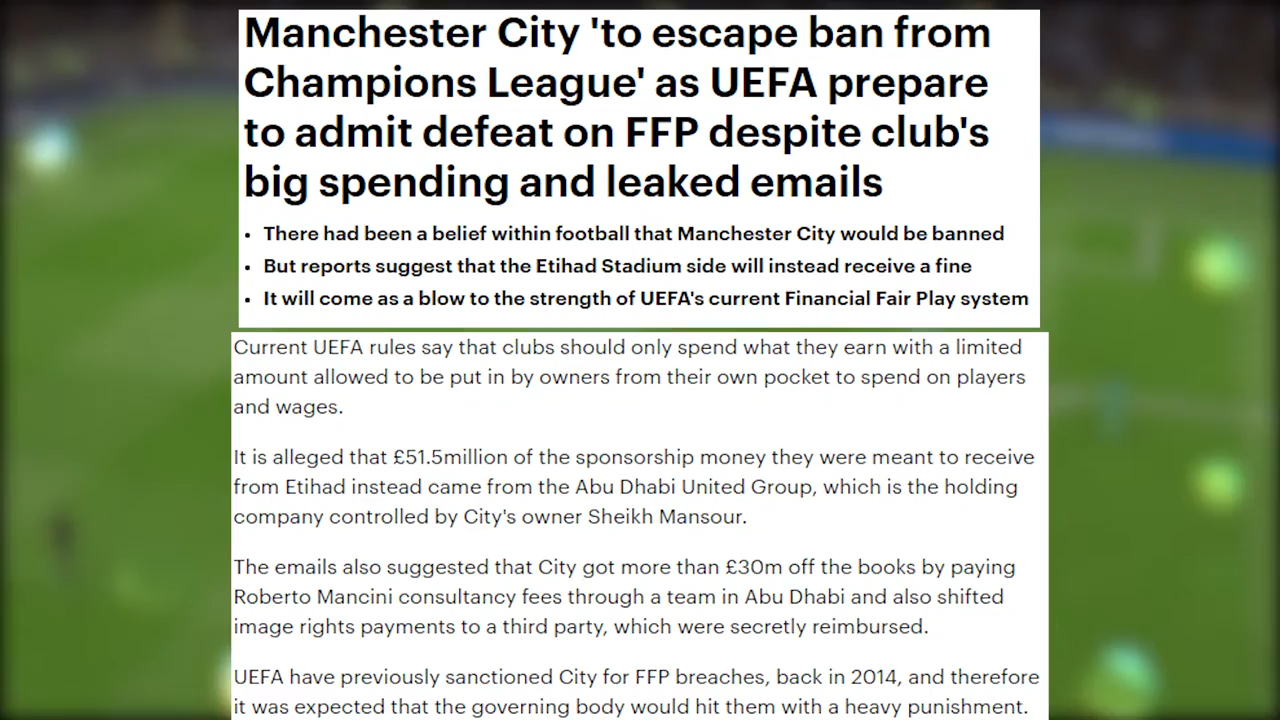 Manchester City 'to escape ban from
Champions League' as UEFA prepare
to admit defeat on FFP despite club's
big spending and leaked emails
• There had been a belief within football that Manchester City would be banned
• But reports suggest that the Etihad Stadium side will instead receive a fine
• It will come as a blow to the strength of UEFA's current Financial Fair Play system
Current UEFA rules say that clubs should only spend what they earn with a limited
amount allowed to be put in by owners from their own pocket to spend on players
and wages.
It is alleged that £51.5million of the sponsorship money they were meant to receive
from Etihad instead came from the Abu Dhabi United Group, which is the holding
company controlled by City's owner Sheikh Mansour.
The emails also suggested that City got more than £30m off the books by paying
Roberto Mancini consultancy fees through a team in Abu Dhabi and also shifted
image rights payments to a third party, which were secretly reimbursed.
UEFA have previously sanctioned City for FFP breaches, back in 2014, and therefore
it was expected that the governing body would hit them with a heavy punishment.